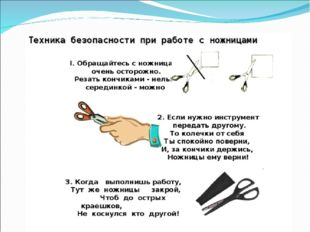 Техника безопасности при работе с ножницами
I. Обращайтесь с ножница
очень осторожно.
Резать кончиками - нель
серединкой - можно
2. Если нужно инструмент
передать другому.
То колечки от себя
Ты спокойно поверни,
И, за кончики держись,
Ножницы ему верни!
3. Когда выполнишь работу,
Тут же ножницы закрой,
Чтоб до острых
краешков,
Не коснулся кто другой!